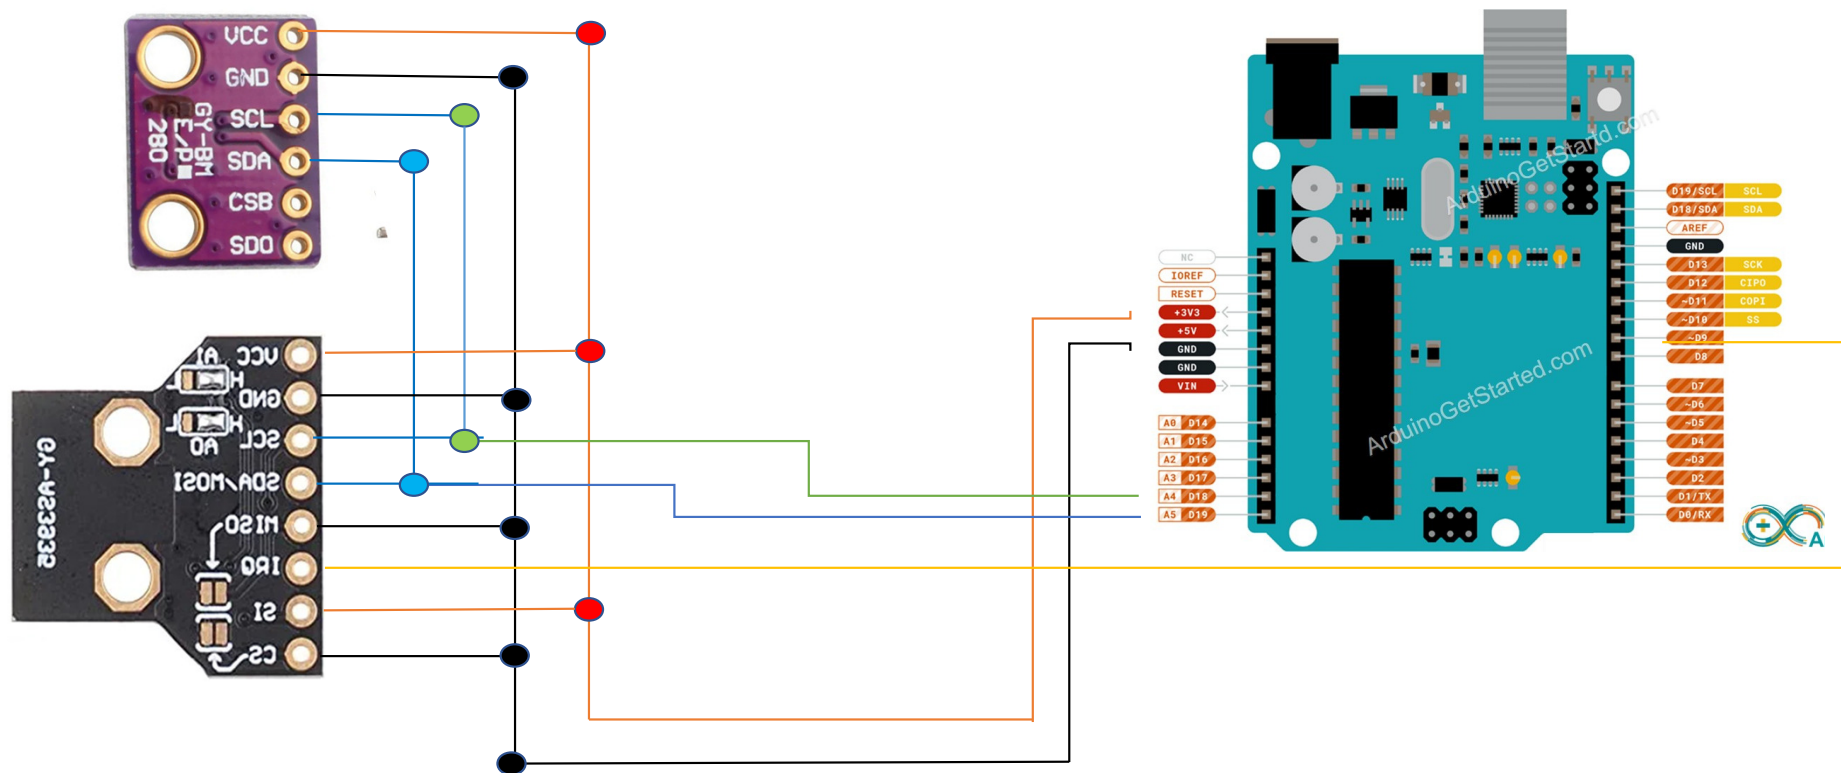 VCC
GND
SCL
SDA
CSB
SDO
GY-BM
E/P
280
VCC
GND
SCL
SDA/MOSI
MISO
IRQ
SI
CS
A1
H
L
H
L
A0
GY-AS3935
NC
IOREF
RESET
+3V3
+5V
GND
GND
VIN
A0 D14
A1 D15
A2 D16
A3 D17
A4 D18
A5 D19
D19/SCL SCL
D18/SDA SDA
AREF
GND
D13 SCK
D12 CIPO
~D11 COPI
~D10 SS
~D9
D8
D7
~D6
~D5
D4
~D3
D2
D1/TX
D0/RX
ArduinoGetStartd.com
ArduinoGetStarted.com
A